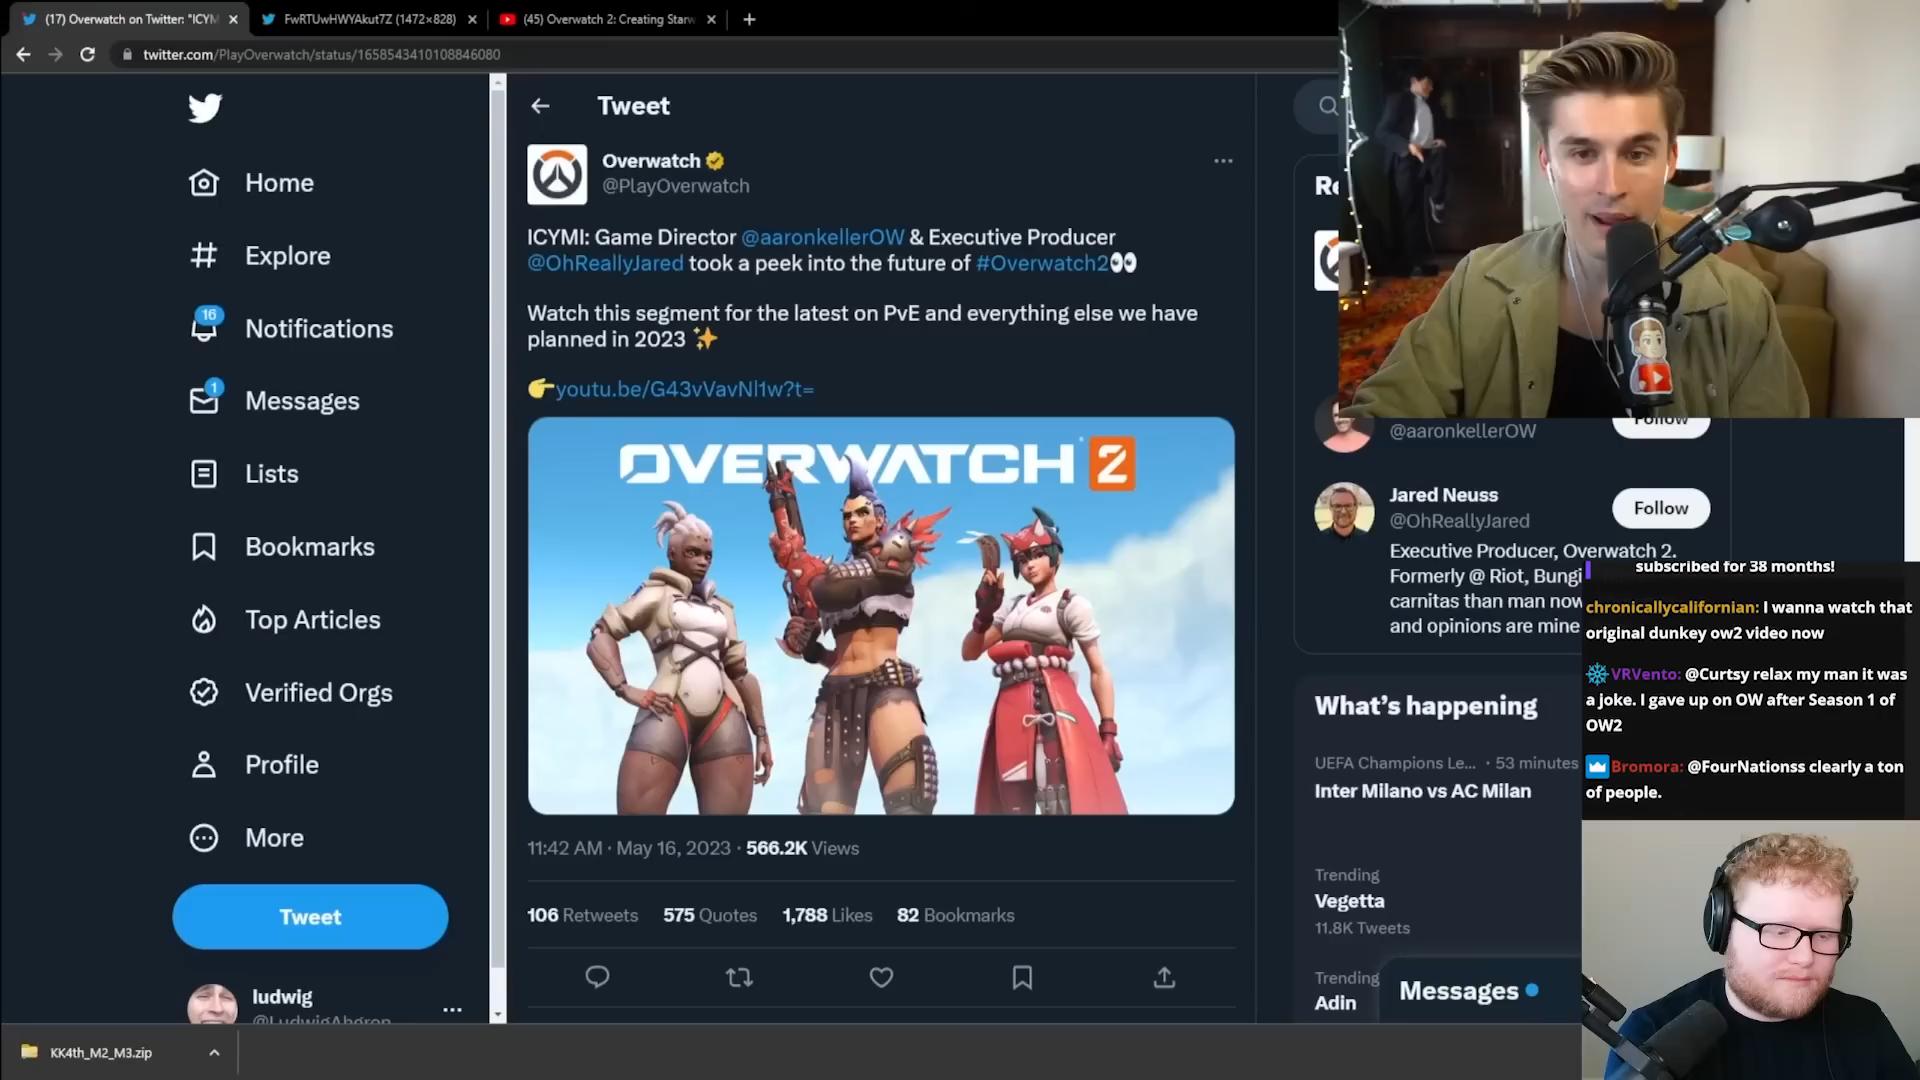 (17) Overwatch on Twitter: "ICYM
FwRTUwHWYAkut7Z (1472×828)
(45) Overwatch 2: Creating Starw
twitter.com/PlayOverwatch/status/1658543410108846080
Home
Explore
16
Notifications
1
Messages
Lists
Bookmarks
Top Articles
Verified Orgs
Profile
More
Tweet
ludwig
@LudwigAhgren
KK4th_M2_M3.zip
Tweet
Overwatch
@PlayOverwatch
ICYMI: Game Director @aaronkellerOW & Executive Producer
@OhReallyJared took a peek into the future of #Overwatch2👀
Watch this segment for the latest on PvE and everything else we have
planned in 2023 ✨
👉youtu.be/G43vVavNl1w?t=
OVERWATCH 2
11:42 AM · May 16, 2023 · 566.2K Views
106 Retweets 575 Quotes 1,788 Likes 82 Bookmarks
Re
@aaronkellerOW
Follow
Jared Neuss
@OhReallyJared
Follow
Executive Producer, Overwatch 2.
Formerly @ Riot, Bungi
carnitas than man now
and opinions are mine
What's happening
UEFA Champions Le... · 53 minutes
Inter Milano vs AC Milan
Trending
Vegetta
11.8K Tweets
Trending
Adin
Messages
subscribed for 38 months!
chronicallycalifornian: I wanna watch that
original dunkey ow2 video now
VRVento: @Curtsy relax my man it was
a joke. I gave up on OW after Season 1 of
OW2
Bromora: @FourNationss clearly a ton
of people.